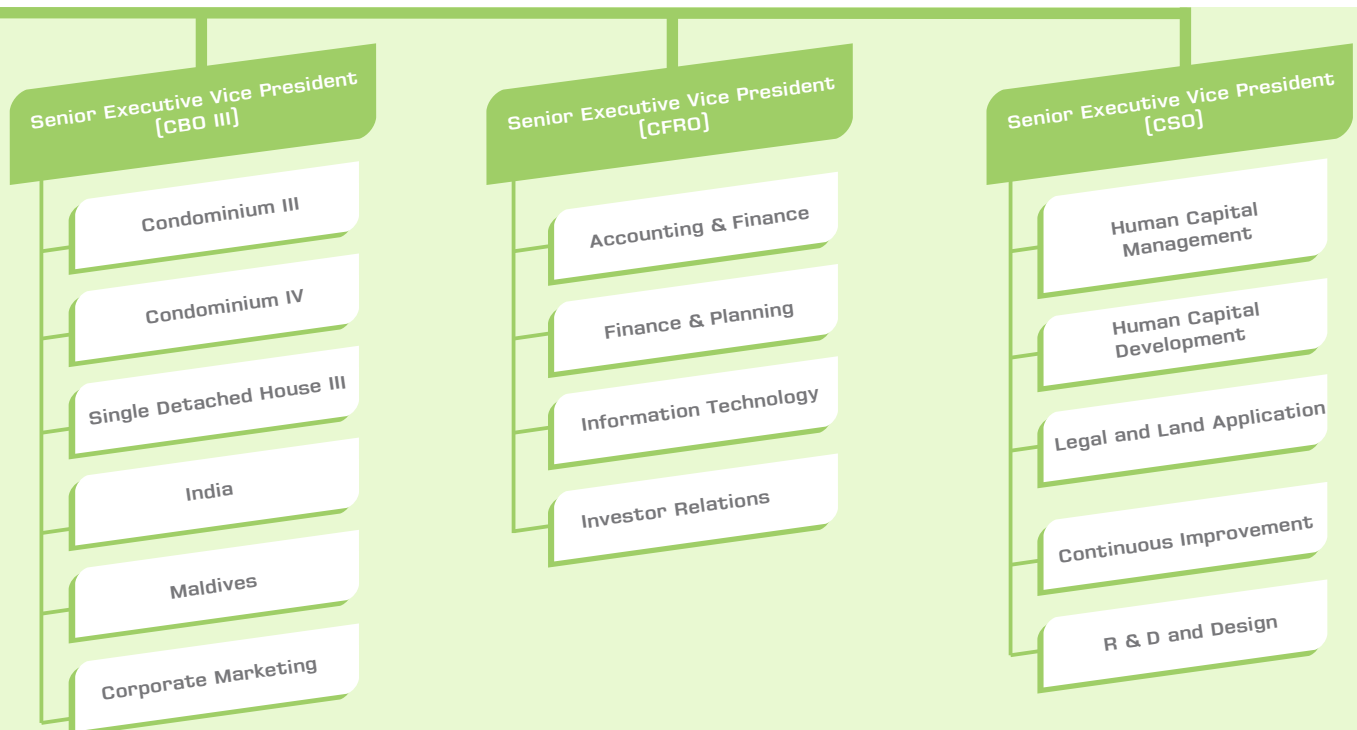 Senior Executive Vice President
(CBO III)
Condominium III
Condominium IV
Single Detached House III
India
Maldives
Corporate Marketing
Senior Executive Vice President
(CFRO)
Accounting & Finance
Finance & Planning
Information Technology
Investor Relations
Senior Executive Vice President
(CSO)
Human Capital
Management
Human Capital
Development
Legal and Land Application
Continuous Improvement
R & D and Design